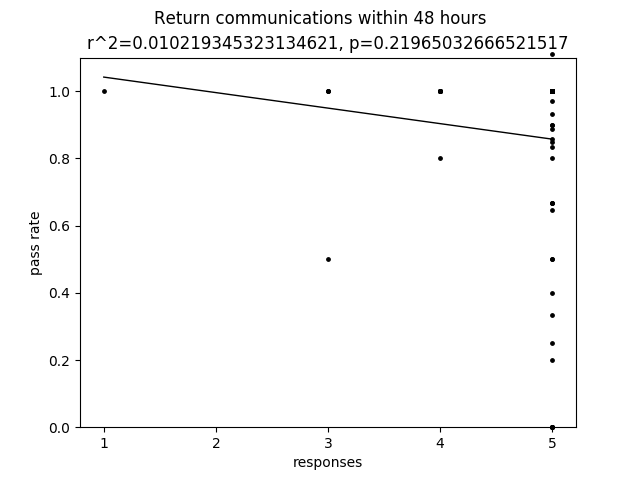 Return communications within 48 hours
r^2=0.010219345323134621, p=0.21965032666521517
1.0
0.8
0.6
0.4
0.2
0.0
pass rate
1 2 3 4 5
responses